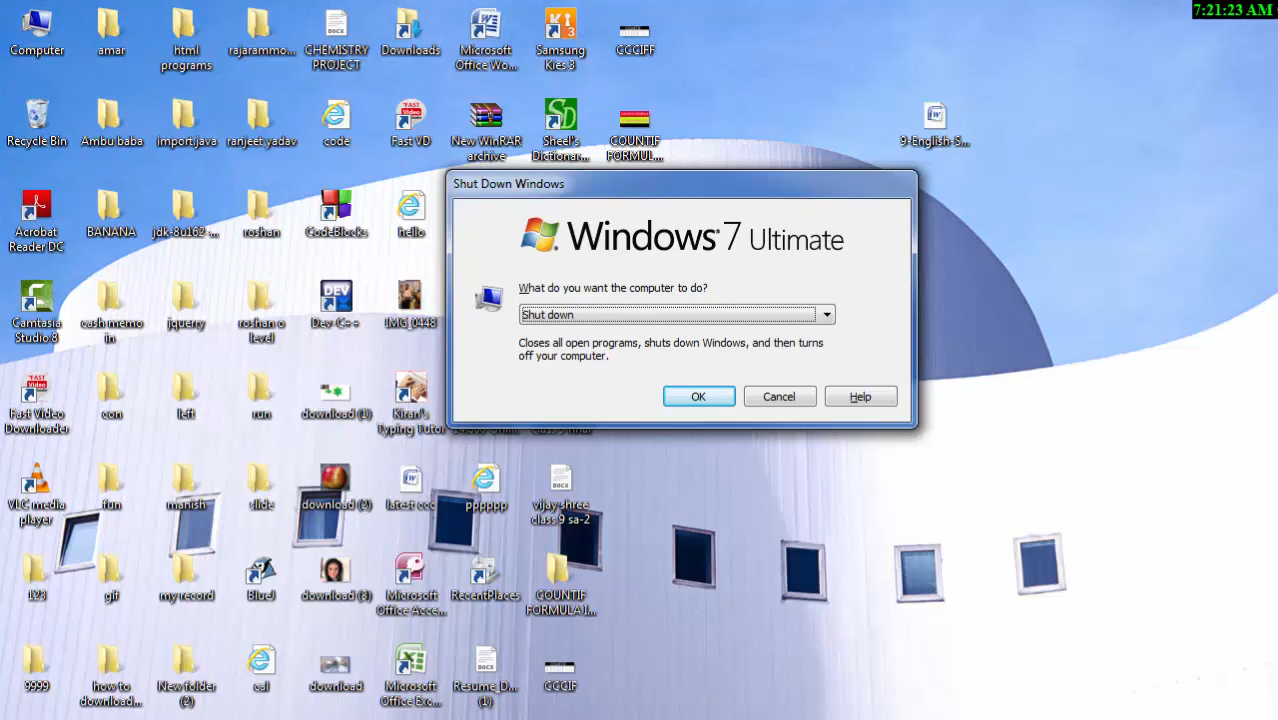 7:21:23 AM
Computer
amar
html
programs
rajarammo...
CHEMISTRY
PROJECT
Downloads
Microsoft
Office Wo...
Samsung
Kies 3
CCCIFF
Recycle Bin
Ambu baba
import.java
ranjeet yadav
code
Fast VD
New WinRAR
archive
Sheel's
Dictionar...
COUNTIF
FORMUL...
9-English-S...
Acrobat
Reader DC
BANANA
jdk-8u162-...
roshan
CodeBlocks
hello
Camtasia
Studio 8
cash memo
in
jquerry
roshan o
level
Dev-C++
IMG_0448
Fast Video
Downloader
con
left
run
download (1)
Kiran's
Typing Tutor
VLC media
player
fun
manish
slide
download (2)
latest ccc
pppppp
vijay shree
class 9 sa-2
123
gif
my record
BlueJ
download (3)
Microsoft
Office Acce...
RecentPlaces
COUNTIF
FORMULA I...
9999
how to
download...
New folder
(2)
cal
download
Microsoft
Office Exc...
Resume_D...
(1)
CCCIF
Shut Down Windows
Windows 7 Ultimate
What do you want the computer to do?
Shut down
Closes all open programs, shuts down Windows, and then turns
off your computer.
OK
Cancel
Help